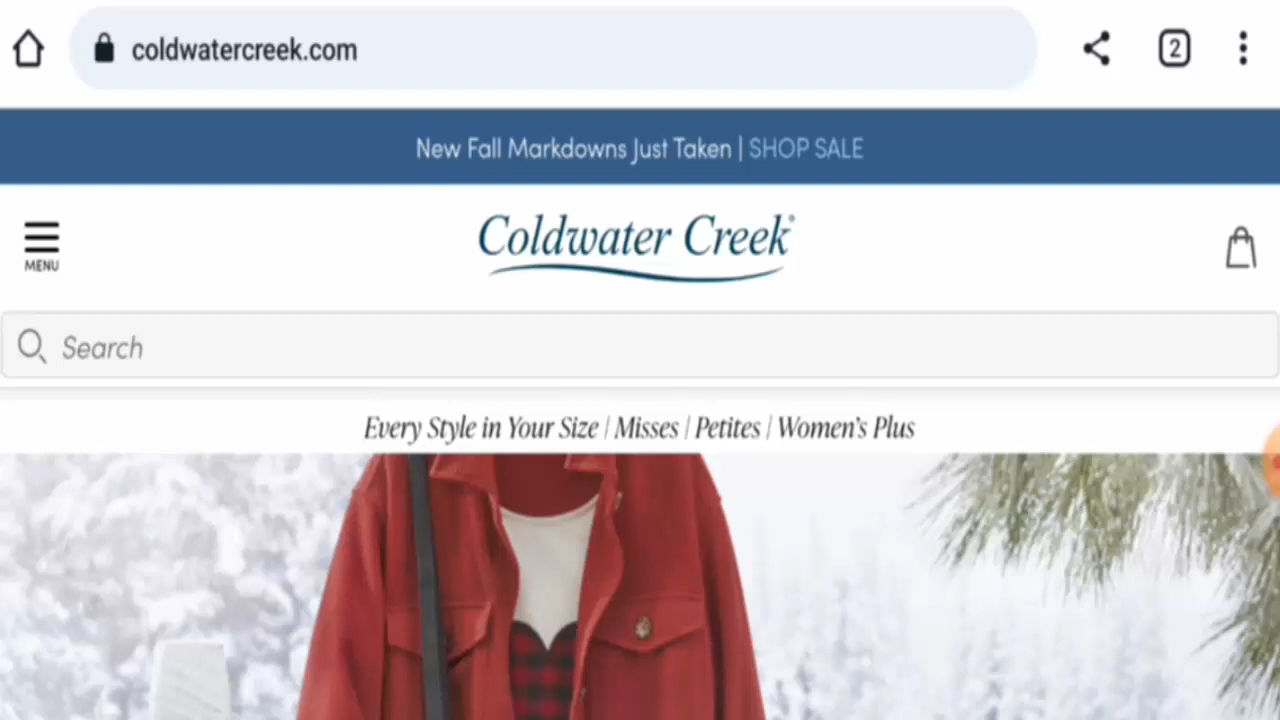 coldwatercreek.com
2
New Fall Markdowns Just Taken | SHOP SALE
MENU
Coldwater Creek®
Search
Every Style in Your Size | Misses | Petites | Women's Plus